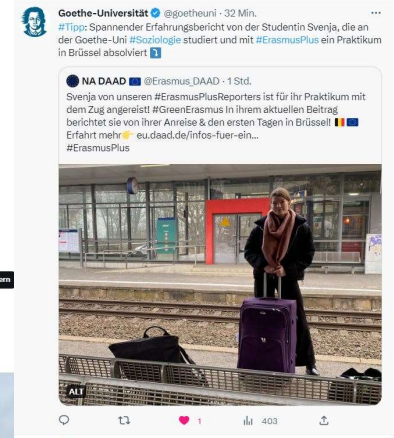 Goethe-Universität @goetheuni · 32 Min.
#Tipp: Spannender Erfahrungsbericht von der Studentin Svenja, die an
der Goethe-Uni #Soziologie studiert und mit #ErasmusPlus ein Praktikum
in Brüssel absolviert
NA DAAD @Erasmus_DAAD · 1 Std.
Svenja von unseren #ErasmusPlusReporters ist für ihr Praktikum mit
dem Zug angereist! #GreenErasmus In ihrem aktuellen Beitrag
berichtet sie von ihrer Anreise & den ersten Tagen in Brüssel!
Erfahrt mehr eu.daad.de/infos-fuer-ein...
#ErasmusPlus
ern
ALT
1 403